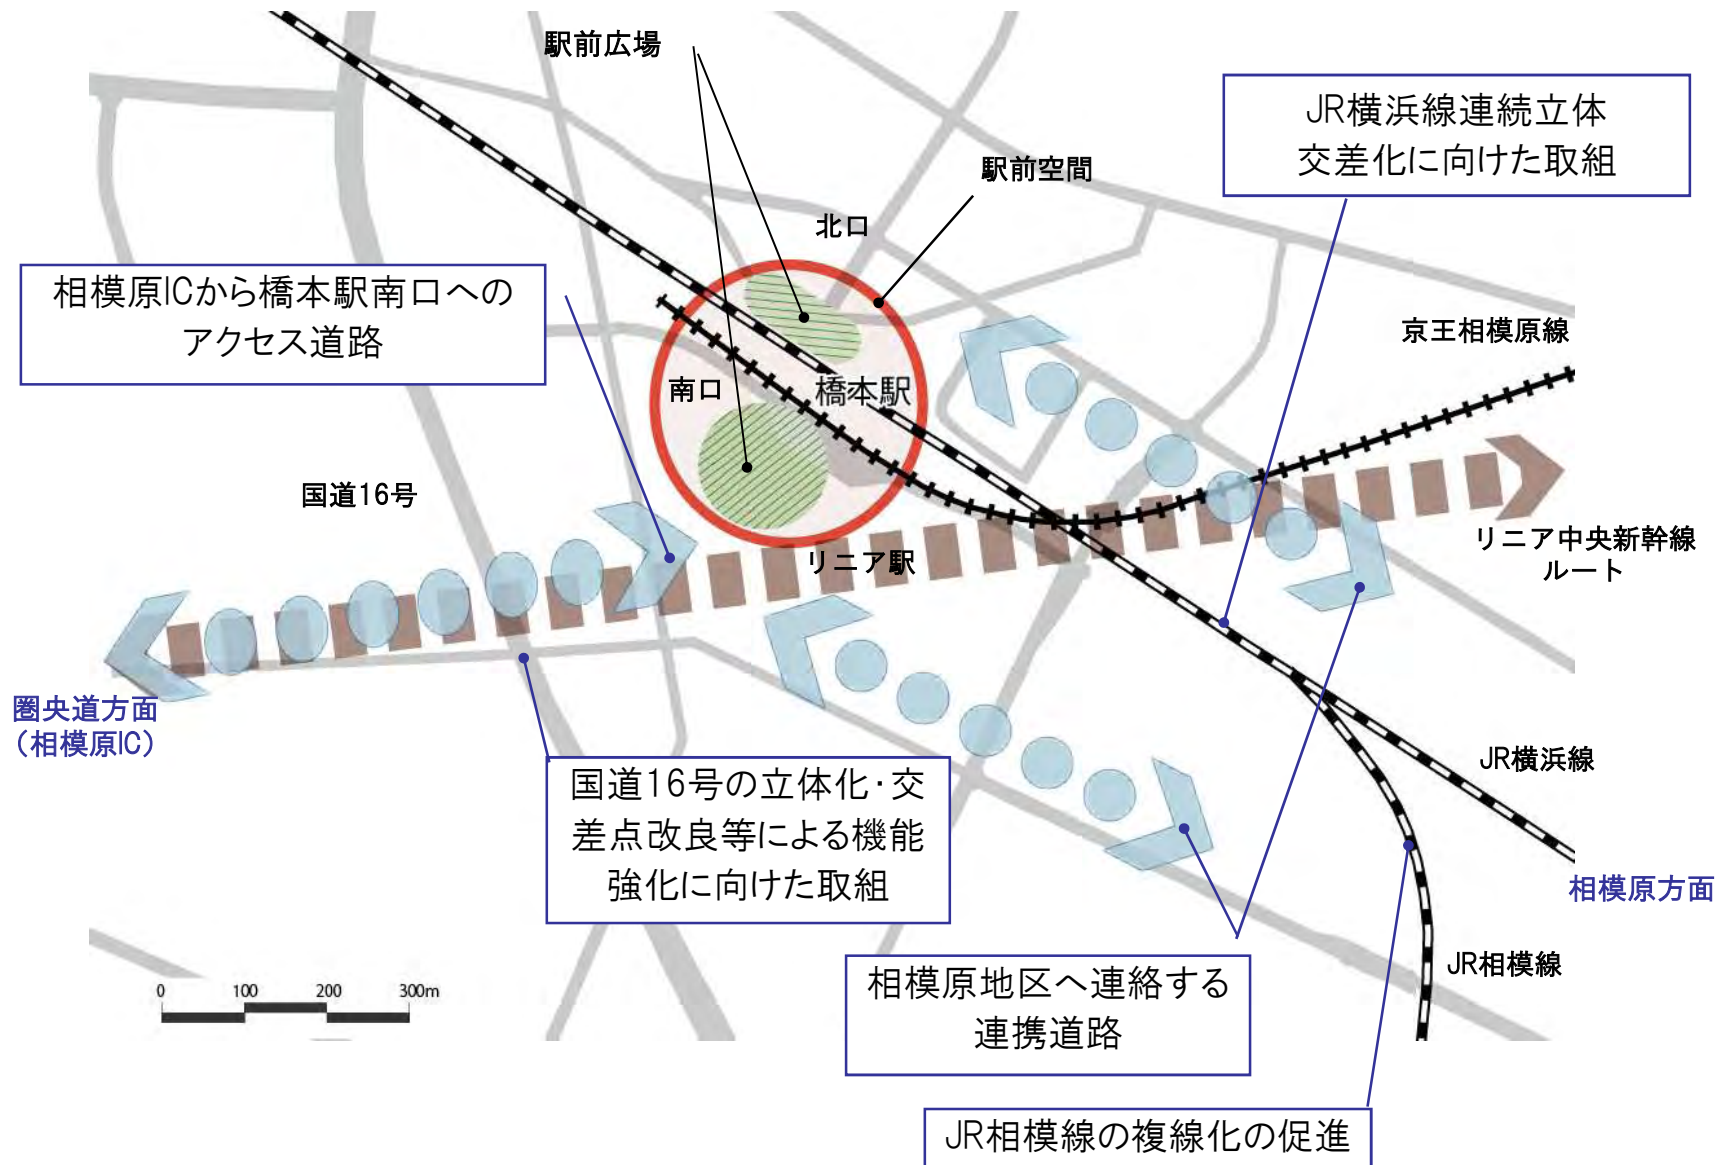 駅前広場
JR横浜線連続立体
交差化に向けた取組
駅前空間
北口
相模原ICから橋本駅南口への
アクセス道路
京王相模原線
南口
橋本駅
国道16号
リニア駅
リニア中央新幹線
ルート
圏央道方面
（相模原IC）
JR横浜線
国道16号の立体化・交
差点改良等による機能
強化に向けた取組
相模原方面
JR相模線
相模原地区へ連絡する
連携道路
0 100 200 300m
JR相模線の複線化の促進